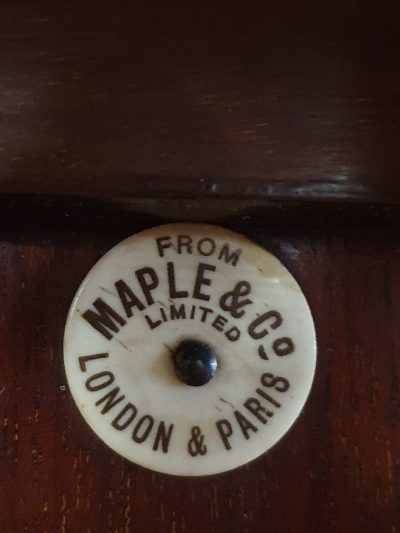 FROM
MAPLE & Co
LIMITED
LONDON & PARIS